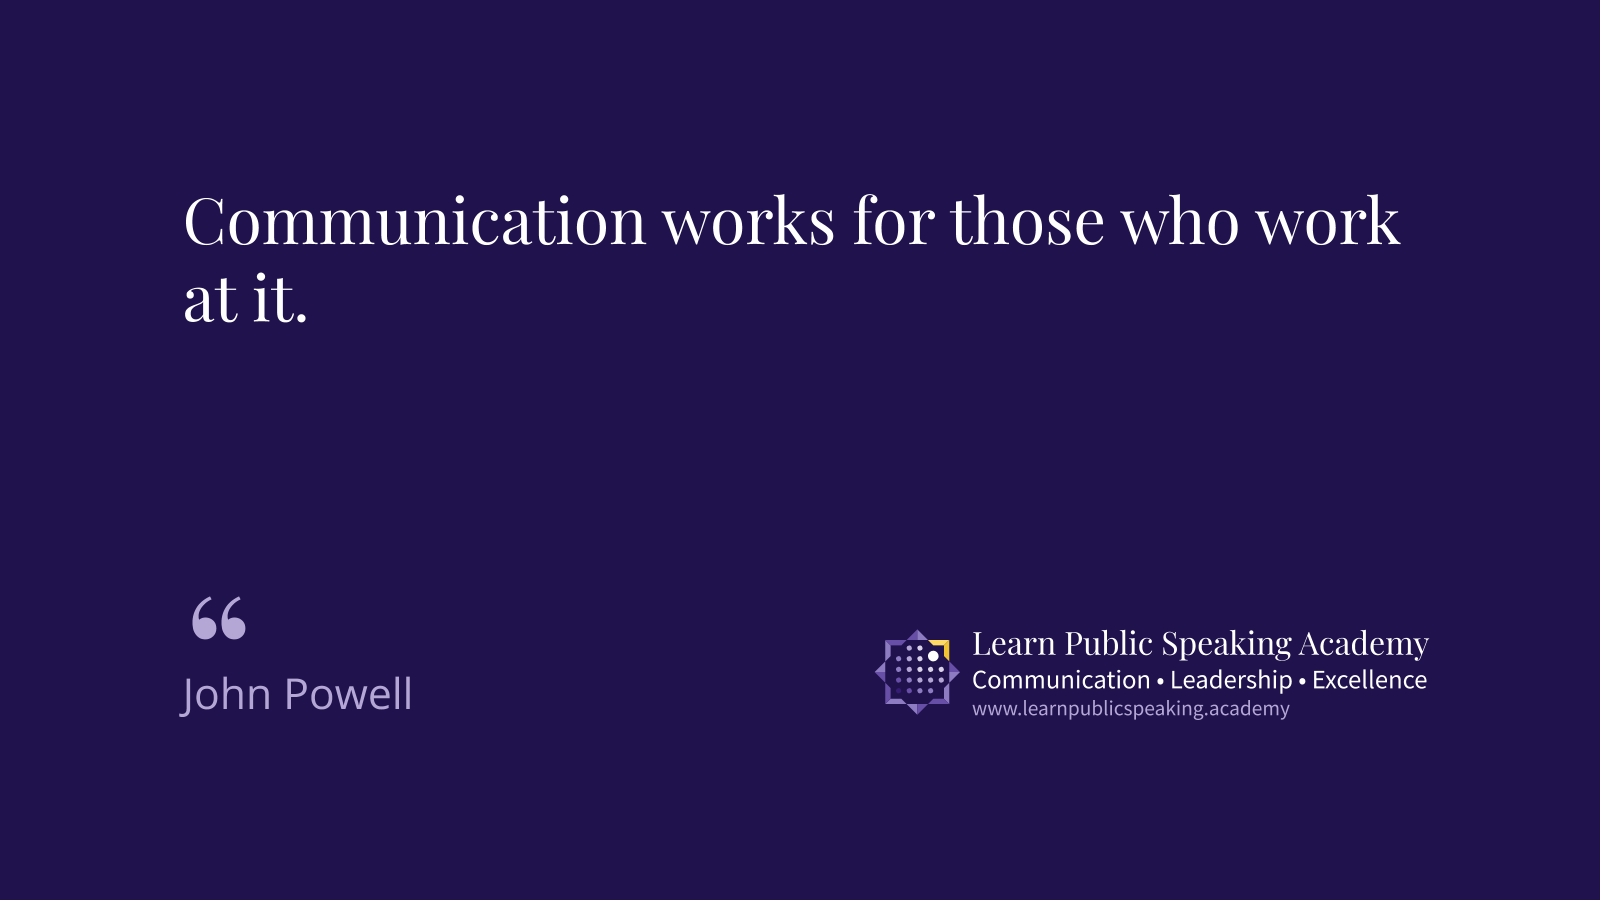 Communication works for those who work
at it.
“
John Powell
Learn Public Speaking Academy
Communication • Leadership • Excellence
www.learnpublicspeaking.academy